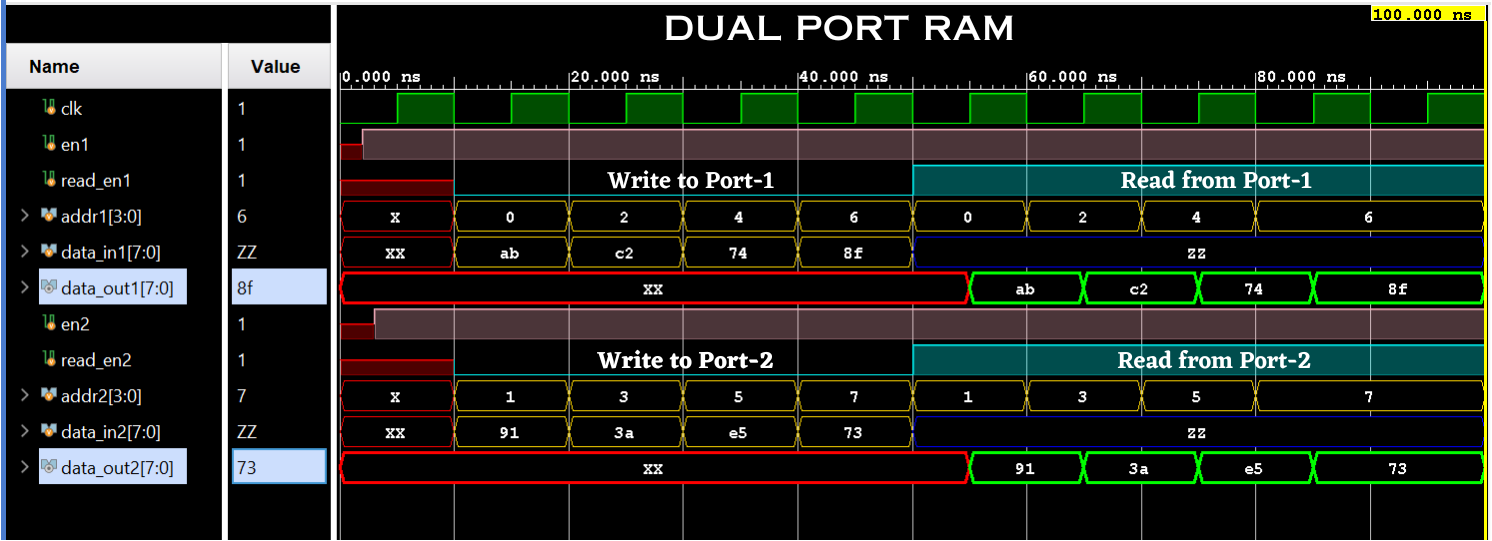 DUAL PORT RAM
100.000 ns
Name Value
0.000 ns 20.000 ns 40.000 ns 60.000 ns 80.000 ns
clk 1
en1 1
read_en1 1 Write to Port-1 Read from Port-1
addr1[3:0] 6 X 0 2 4 6 0 2 4 6
data_in1[7:0] ZZ XX ab c2 74 8f ZZ
data_out1[7:0] 8f XX ab c2 74 8f
en2 1
read_en2 1 Write to Port-2 Read from Port-2
addr2[3:0] 7 X 1 3 5 7 1 3 5 7
data_in2[7:0] ZZ XX 91 3a e5 73 ZZ
data_out2[7:0] 73 XX 91 3a e5 73